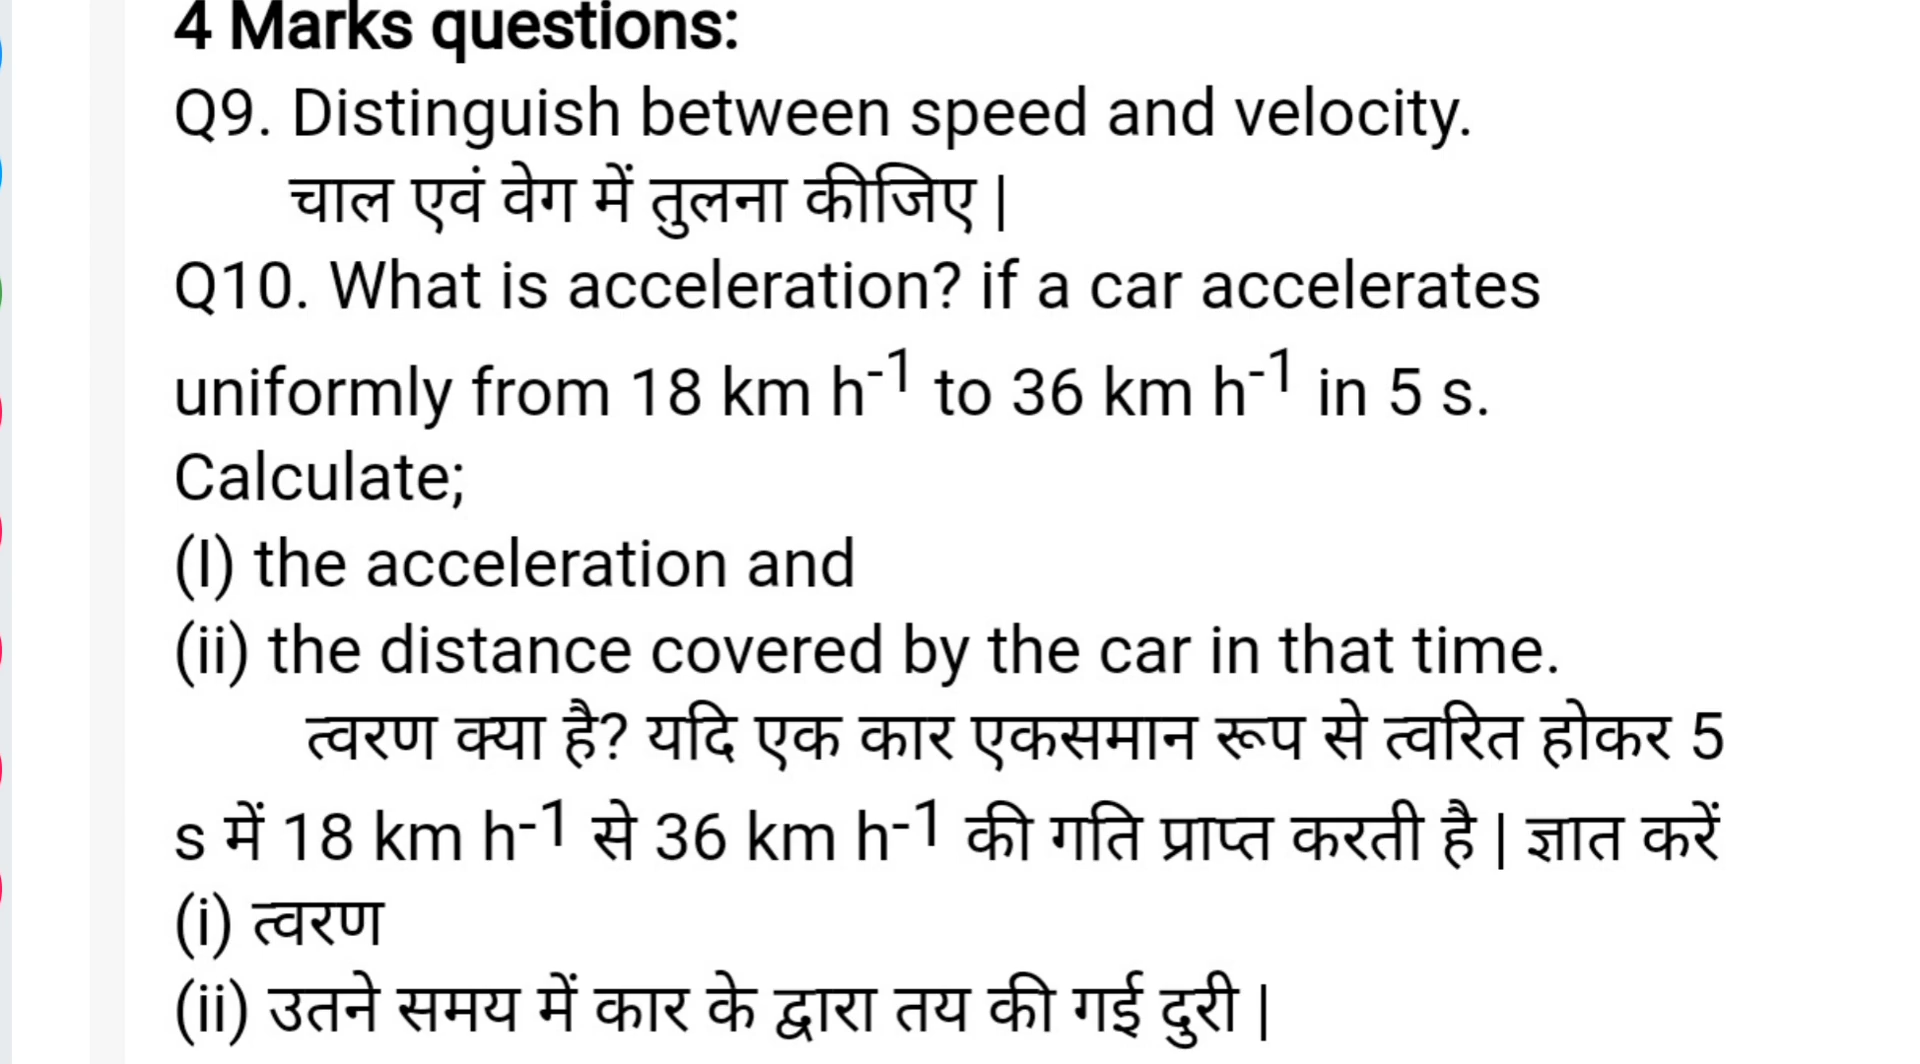 4 Marks questions:
Q9. Distinguish between speed and velocity.
चाल एवं वेग में तुलना कीजिए |
Q10. What is acceleration? if a car accelerates
uniformly from 18 km h⁻¹ to 36 km h⁻¹ in 5 s.
Calculate;
(I) the acceleration and
(ii) the distance covered by the car in that time.
त्वरण क्या है? यदि एक कार एकसमान रूप से त्वरित होकर 5
s में 18 km h⁻¹ से 36 km h⁻¹ की गति प्राप्त करती है | ज्ञात करें
(i) त्वरण
(ii) उतने समय में कार के द्वारा तय की गई दुरी |